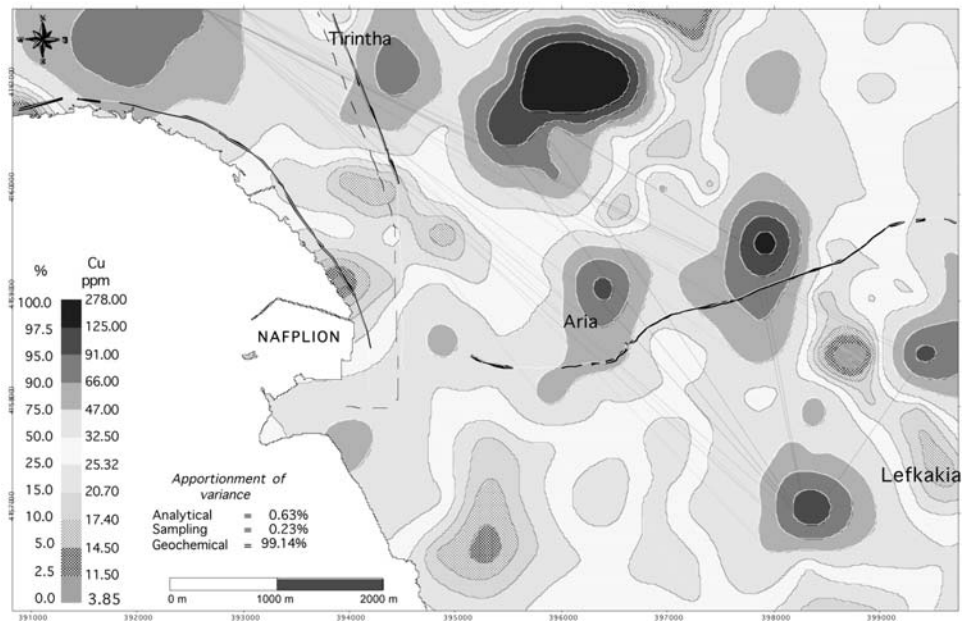 Tirintha
NAFPLION
Aria
Lefkakia
% Cu
ppm
100.0 278.00
97.5 125.00
95.0 91.00
90.0 66.00
75.0 47.00
50.0 32.50
25.0 25.32
15.0 20.70
10.0 17.40
5.0 14.50
2.5 11.50
0.0 3.85
Apportionment of
variance
Analytical = 0.63%
Sampling = 0.23%
Geochemical = 99.14%
0 m 1000 m 2000 m
391000 392000 393000 394000 395000 396000 397000 398000 399000